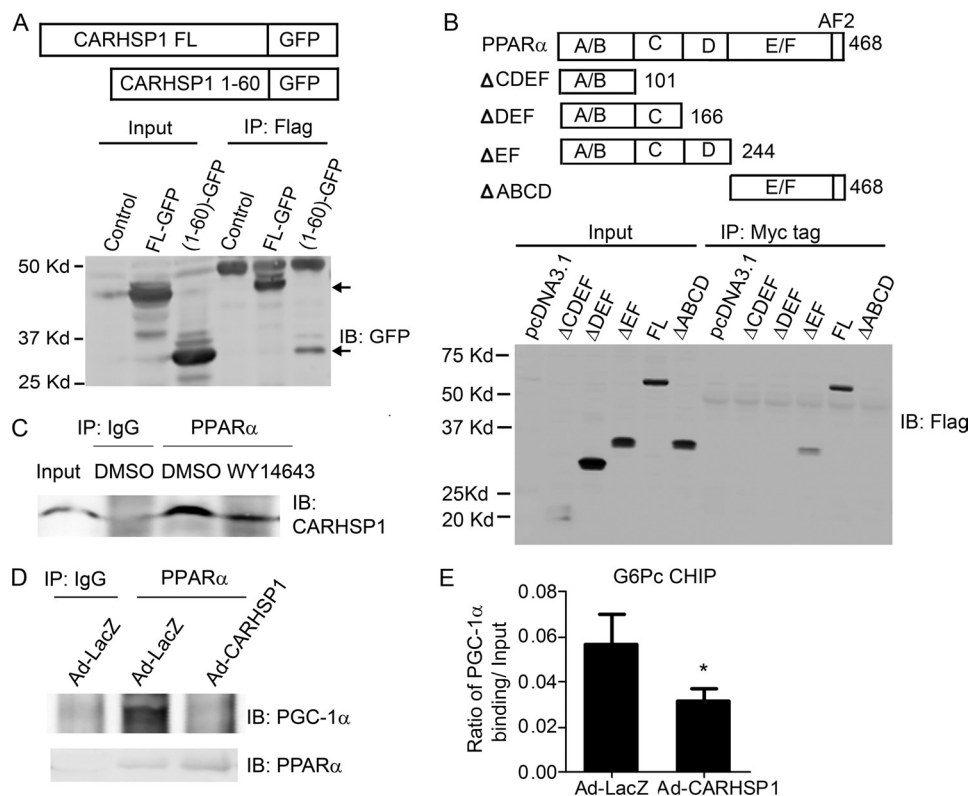 A
CARHSP1 FL GFP
CARHSP1 1-60 GFP
Input IP: Flag
Control FL-GFP (1-60)-GFP Control FL-GFP (1-60)-GFP
50 Kd
37 Kd
25 Kd
IB: GFP
B
AF2
PPARα A/B C D E/F 468
ΔCDEF A/B 101
ΔDEF A/B C 166
ΔEF A/B C D 244
ΔABCD E/F 468
Input IP: Myc tag
pcDNA3.1 ΔCDEF ΔDEF ΔEF FL ΔABCD pcDNA3.1 ΔCDEF ΔDEF ΔEF FL ΔABCD
75 Kd
50 Kd
37 Kd
25Kd
20 Kd
IB: Flag
C
IP: IgG PPARα
Input DMSO DMSO WY14643
IB:
CARHSP1
D
IP: IgG PPARα
Ad-LacZ Ad-LacZ Ad-CARHSP1
IB: PGC-1α
IB: PPARα
E
G6Pc CHIP
Ratio of PGC-1α
binding/ Input
0.08
0.06
0.04
0.02
0.00
*
Ad-LacZ Ad-CARHSP1